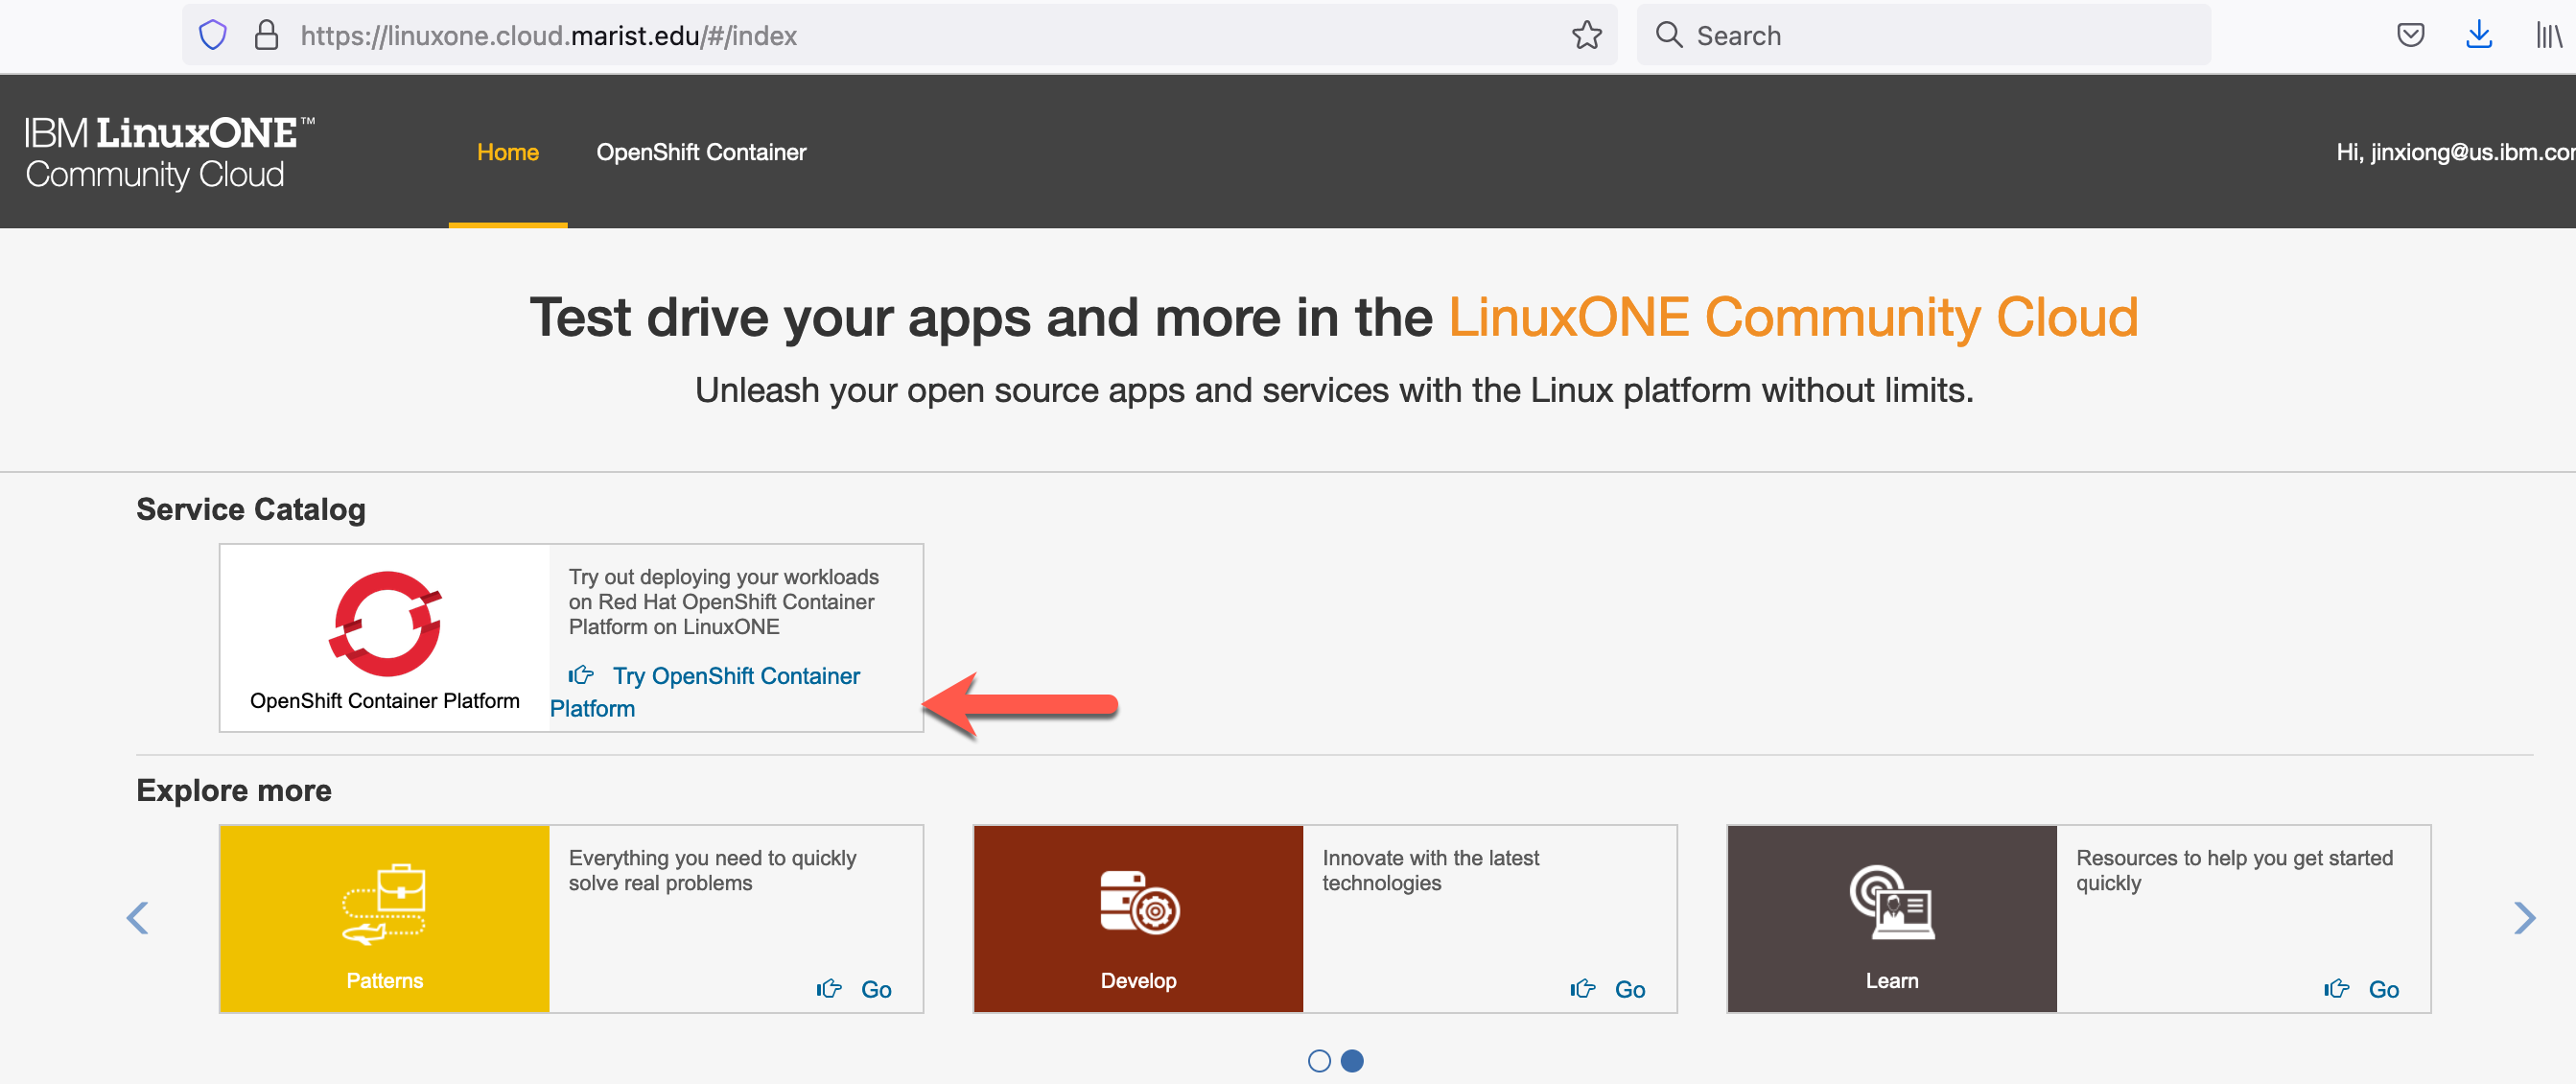 https://linuxone.cloud.marist.edu/#/index
Search
IBM LinuxONE™
Community Cloud
Home
OpenShift Container
Hi, jinxiong@us.ibm.com
Test drive your apps and more in the LinuxONE Community Cloud
Unleash your open source apps and services with the Linux platform without limits.
Service Catalog
OpenShift Container Platform
Try out deploying your workloads
on Red Hat OpenShift Container
Platform on LinuxONE
Try OpenShift Container
Platform
Explore more
Patterns
Everything you need to quickly
solve real problems
Go
Develop
Innovate with the latest
technologies
Go
Learn
Resources to help you get started
quickly
Go